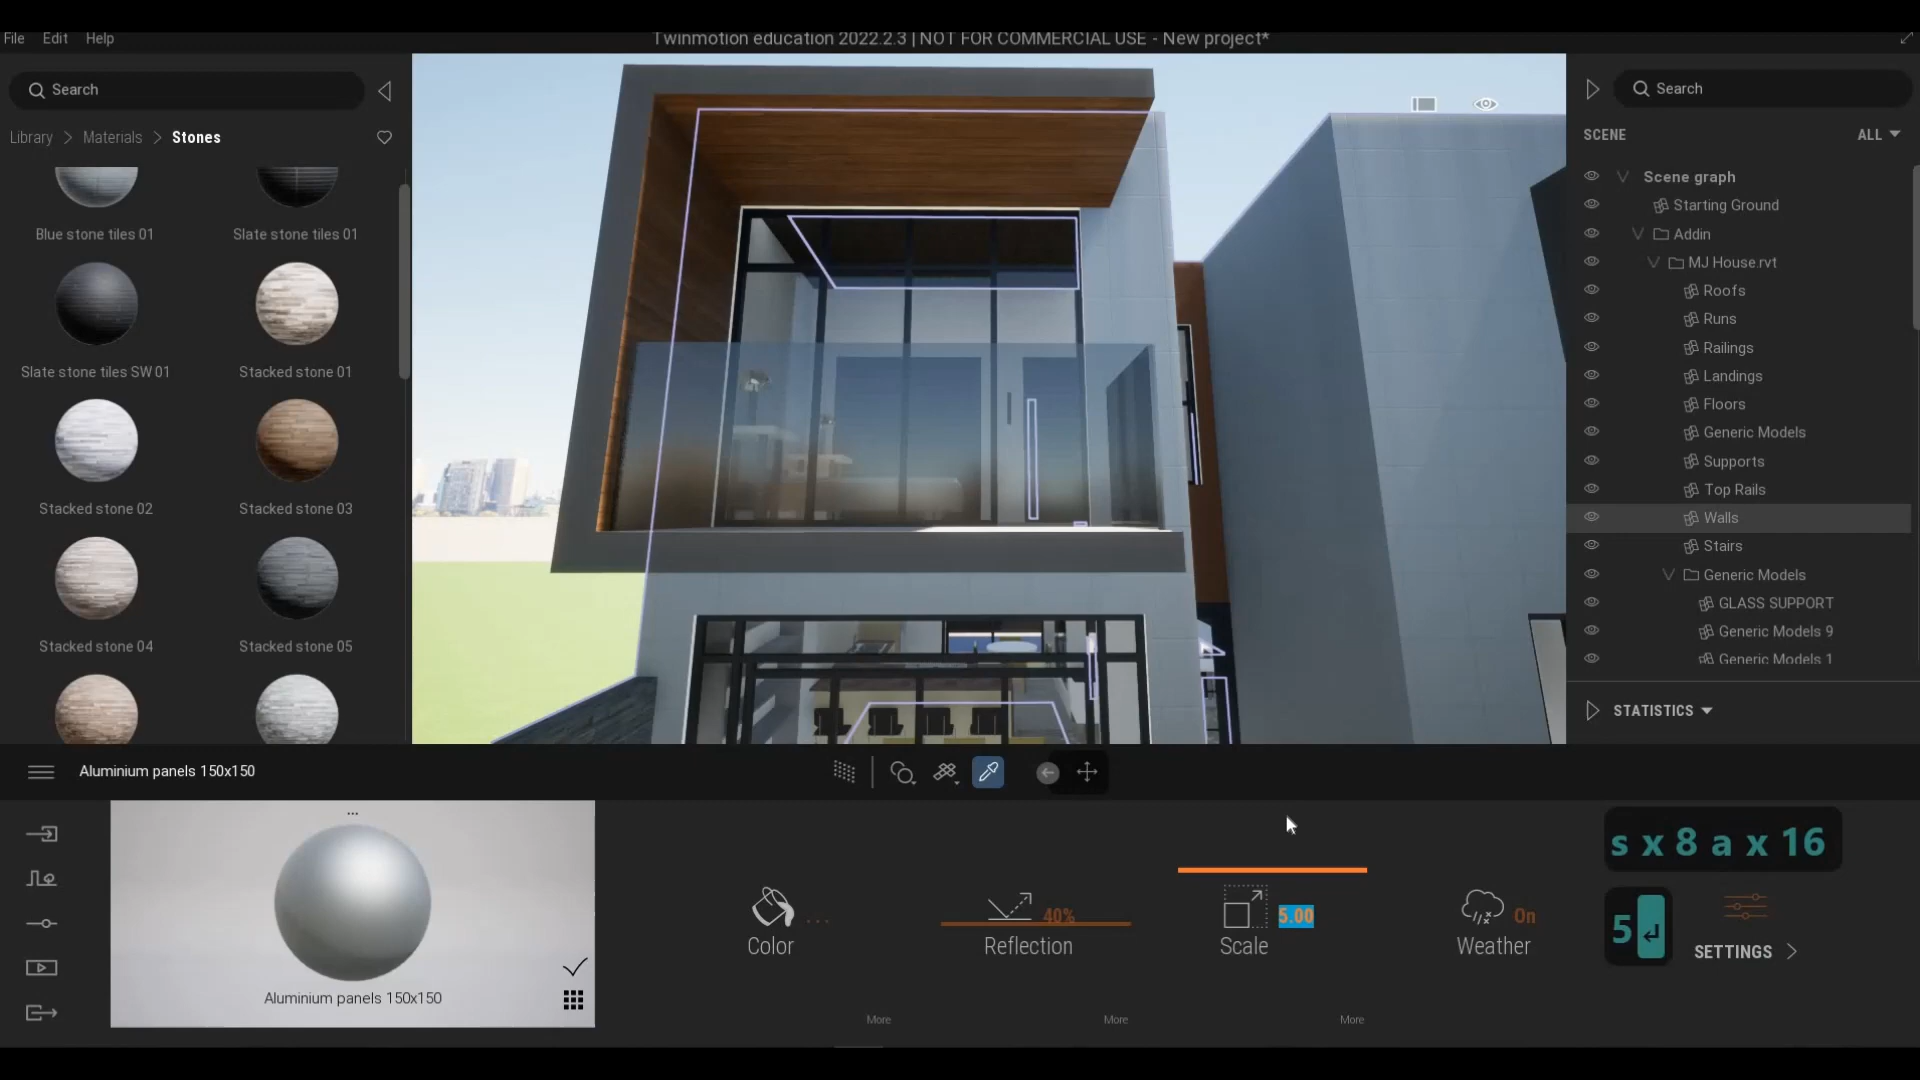 File Edit Help
Twinmotion education 2022.2.3 | NOT FOR COMMERCIAL USE - New project*
Search
Library > Materials > Stones
Blue stone tiles 01
Slate stone tiles 01
Slate stone tiles SW 01
Stacked stone 01
Stacked stone 02
Stacked stone 03
Stacked stone 04
Stacked stone 05
Search
SCENE
ALL
Scene graph
Starting Ground
Addin
MJ House.rvt
Roofs
Runs
Railings
Landings
Floors
Generic Models
Supports
Top Rails
Walls
Stairs
Generic Models
GLASS SUPPORT
Generic Models 9
Generic Models 1
STATISTICS
Aluminium panels 150x150
...
Aluminium panels 150x150
Color ...
More
Reflection 40%
More
Scale 5.00
More
Weather On
s x 8 a x 16
5
SETTINGS >